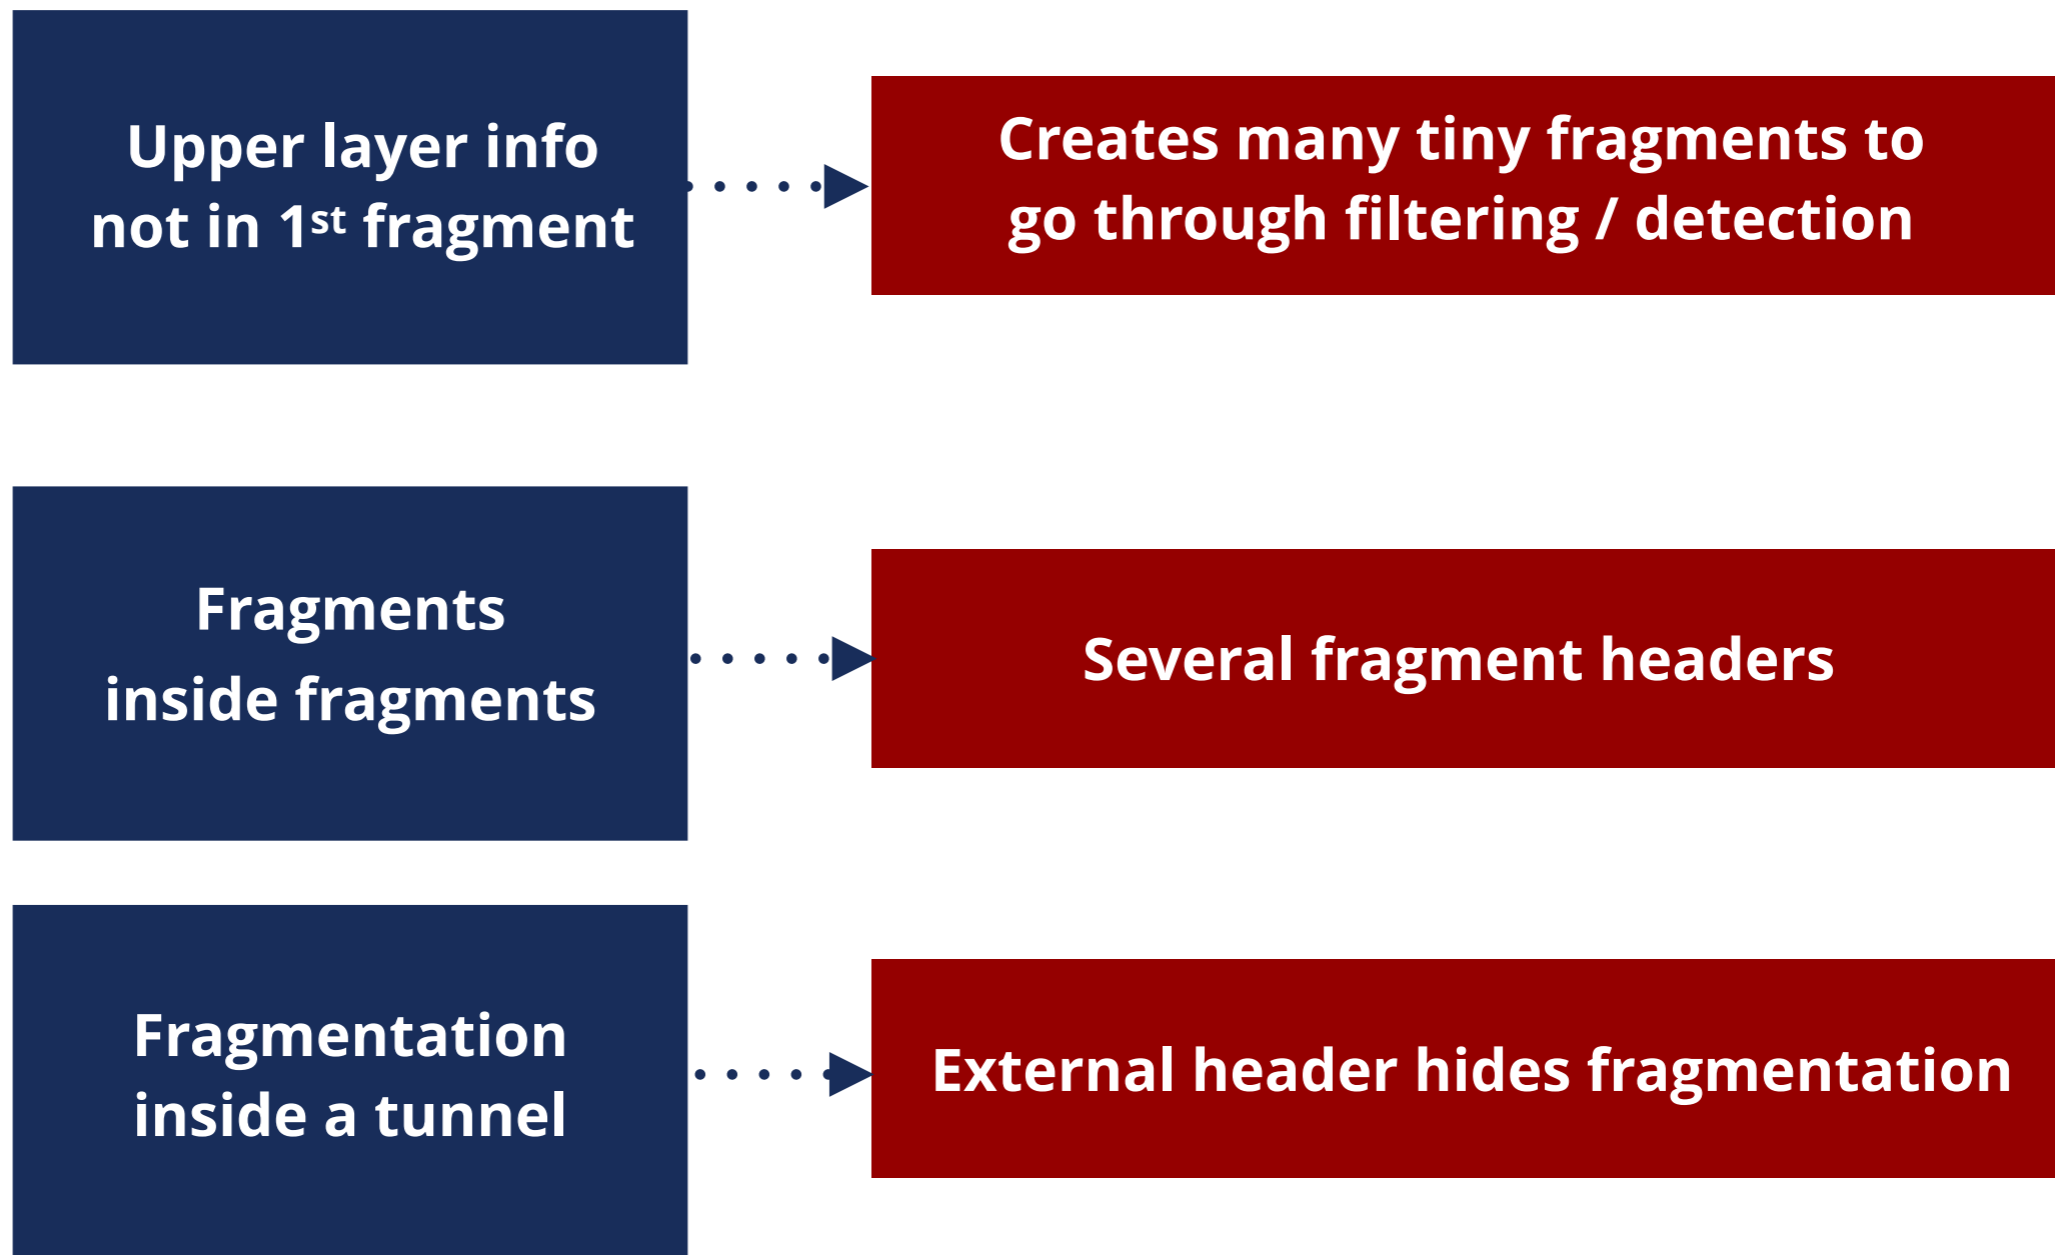 Upper layer info
not in 1st fragment
Creates many tiny fragments to
go through filtering / detection
Fragments
inside fragments
Several fragment headers
Fragmentation
inside a tunnel
External header hides fragmentation